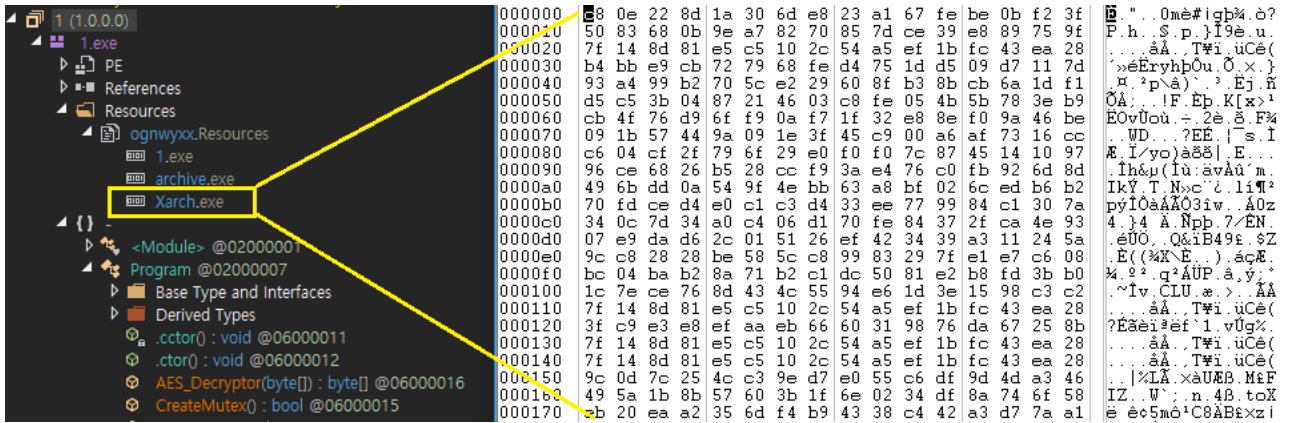 1 (1.0.0.0)
1.exe
PE
References
Resources
ognwyxx.Resources
1.exe
archive.exe
Xarch.exe
{ } -
<Module> @02000001
Program @02000007
Base Type and Interfaces
Derived Types
.cctor() : void @06000011
.ctor() : void @06000012
AES_Decryptor(byte[]) : byte[] @06000016
CreateMutex() : bool @06000015
000000 c8 0e 22 8d 1a 30 6d e8 23 a1 67 fe be 0b f2 3f
000010 50 83 68 0b 9e a7 82 70 85 7d ce 39 e8 89 75 9f
000020 7f 14 8d 81 e5 c5 10 2c 54 a5 ef 1b fc 43 ea 28
000030 b4 bb e9 cb 72 79 68 fe d4 75 1d d5 09 d7 11 7d
000040 93 a4 99 b2 70 5c e2 29 60 8f b3 8b cb 6a 1d f1
000050 d5 c5 3b 04 87 21 46 03 c8 fe 05 4b 5b 78 3e b9
000060 cb 4f 76 d9 6f f9 0a f7 1f 32 e8 8e f0 9a 46 be
000070 09 1b 57 44 9a 09 1e 3f 45 c9 00 a6 af 73 16 cc
000080 c6 04 cf 2f 79 6f 29 e0 f0 f0 7c 87 45 14 10 97
000090 96 ce 68 26 b5 28 cc f9 3a e4 76 c0 fb 92 6d 8d
0000a0 49 6b dd 0a 54 9f 4e bb 63 a8 bf 02 6c ed b6 b2
0000b0 70 fd ce d4 e0 c1 c3 d4 33 ee 77 99 84 c1 30 7a
0000c0 34 0c 7d 34 a0 c4 06 d1 70 fe 84 37 2f ca 4e 93
0000d0 07 e9 da d6 2c 01 51 26 ef 42 34 39 a3 11 24 5a
0000e0 9c c8 28 28 be 58 5c c8 99 83 29 7f e1 e7 c6 08
0000f0 bc 04 ba b2 8a 71 b2 c1 dc 50 81 e2 b8 fd 3b b0
000100 1c 7e ce 76 8d 43 4c 55 94 e6 1d 3e 15 98 c3 c2
000110 7f 14 8d 81 e5 c5 10 2c 54 a5 ef 1b fc 43 ea 28
000120 3f c9 e3 e8 ef aa eb 66 60 31 98 76 da 67 25 8b
000130 7f 14 8d 81 e5 c5 10 2c 54 a5 ef 1b fc 43 ea 28
000140 7f 14 8d 81 e5 c5 10 2c 54 a5 ef 1b fc 43 ea 28
000150 9c 0d 7c 25 4c c3 9e d7 e0 55 c6 df 9d 4d a3 46
000160 49 5a 1b 8b 57 60 3b 1f 6e 02 34 df 8a 74 6f 58
000170 eb 20 ea a2 35 6d f4 b9 43 38 c4 42 a3 d7 7a a1